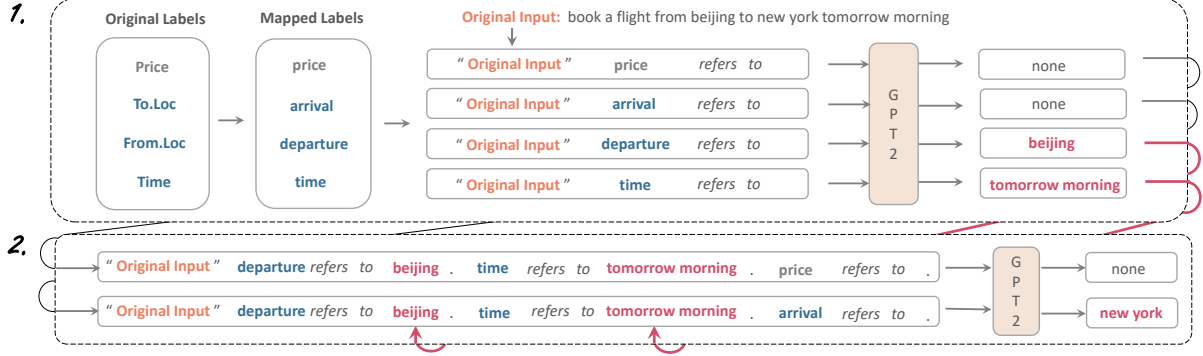 1.
Original Labels
Mapped Labels
Original Input: book a flight from beijing to new york tomorrow morning
Price
To.Loc
From.Loc
Time
price
arrival
departure
time
“ Original Input ” price refers to
“ Original Input ” arrival refers to
“ Original Input ” departure refers to
“ Original Input ” time refers to
G
P
T
2
none
none
beijing
tomorrow morning
2.
“ Original Input ” departure refers to beijing . time refers to tomorrow morning . price refers to .
“ Original Input ” departure refers to beijing . time refers to tomorrow morning . arrival refers to .
G
P
T
2
none
new york